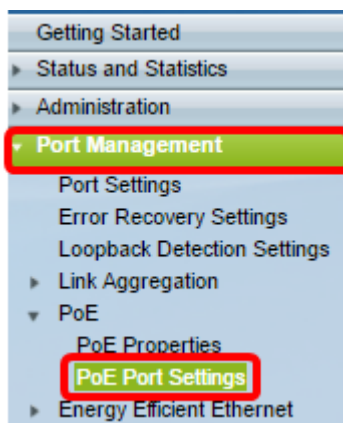 Getting Started
Status and Statistics
Administration
Port Management
Port Settings
Error Recovery Settings
Loopback Detection Settings
Link Aggregation
PoE
PoE Properties
PoE Port Settings
Energy Efficient Ethernet